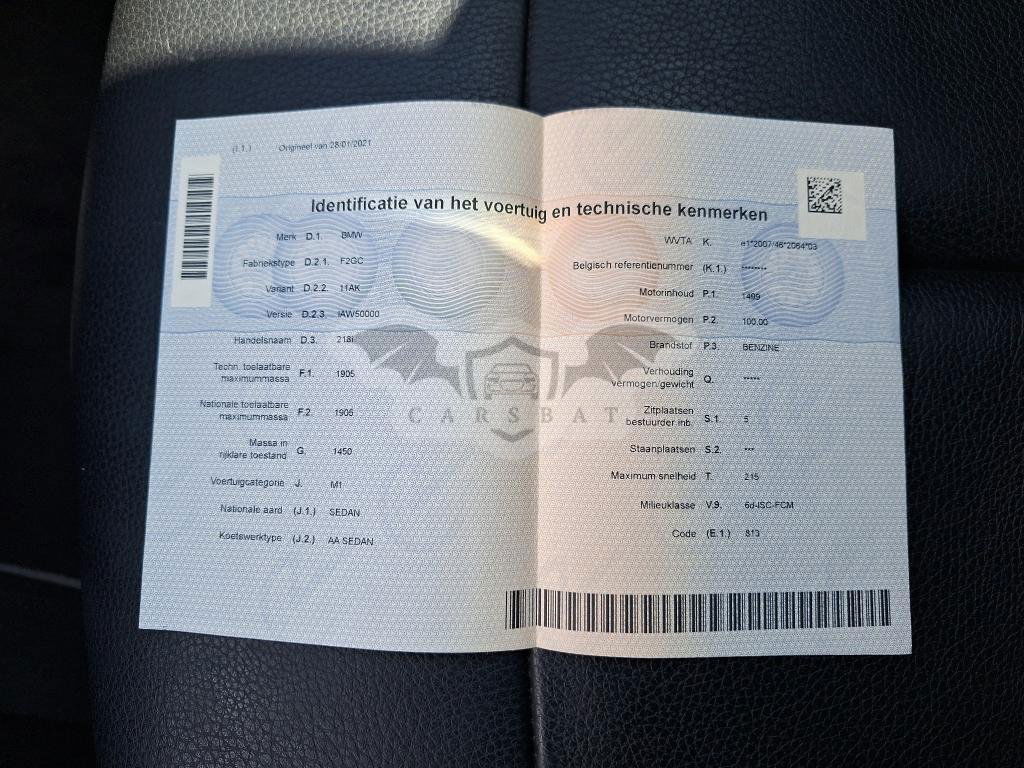 (I.1.) Origineel van 28/01/2021
Identificatie van het voertuig en technische kenmerken
Merk D.1. BMW
Fabriekstype D.2.1. F2GC
Variant D.2.2. 11AK
Versie D.2.3. IAW50000
Handelsnaam D.3. 218i
Techn. toelaatbare
maximummassa F.1. 1905
Nationale toelaatbare
maximummassa F.2. 1905
Massa in
rijklare toestand G. 1450
Voertuigcategorie J. M1
Nationale aard (J.1.) SEDAN
Koetswerktype (J.2.) AA SEDAN
WVTA K. e1*2007/46*2064*03
Belgisch referentienummer (K.1.) ********
Motorinhoud P.1. 1499
Motorvermogen P.2. 100,00
Brandstof P.3. BENZINE
Verhouding
vermogen/gewicht Q. *****
Zitplaatsen
bestuurder inb. S.1. 5
Staanplaatsen S.2. ***
Maximum snelheid T. 215
Milieuklasse V.9. 6d-ISC-FCM
Code (E.1.) 813
CARSBAT